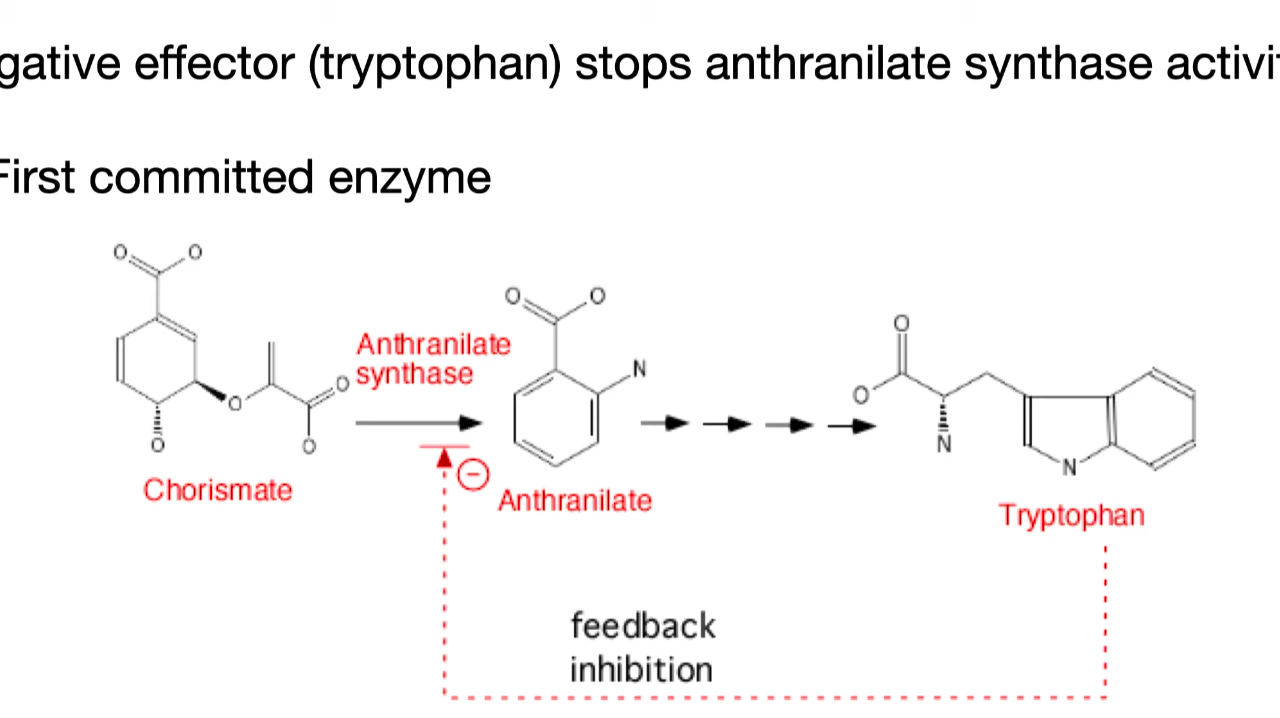 gative effector (tryptophan) stops anthranilate synthase activit
First committed enzyme
O O
O O
Anthranilate
synthase
O
N
O
O
O
O
O
N
N
Chorismate
Anthranilate
Tryptophan
feedback
inhibition